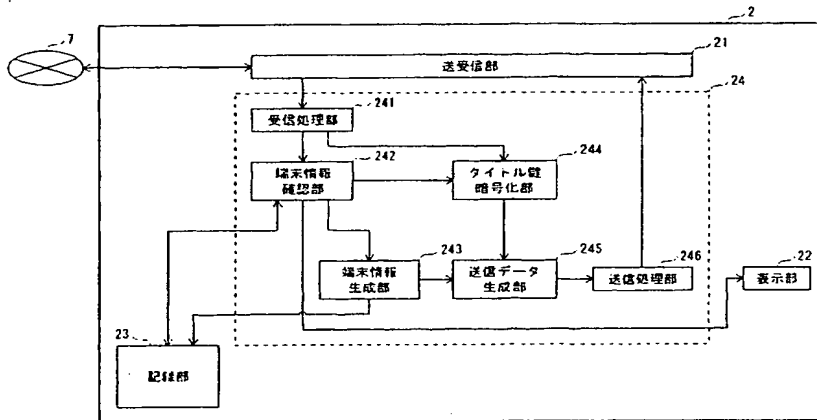 2
7
21
送受信部
24
241
受信処理部
242
端末情報
確認部
244
タイトル鍵
暗号化部
243
端末情報
生成部
245
送信データ
生成部
246
送信処理部
22
表示部
23
記録部